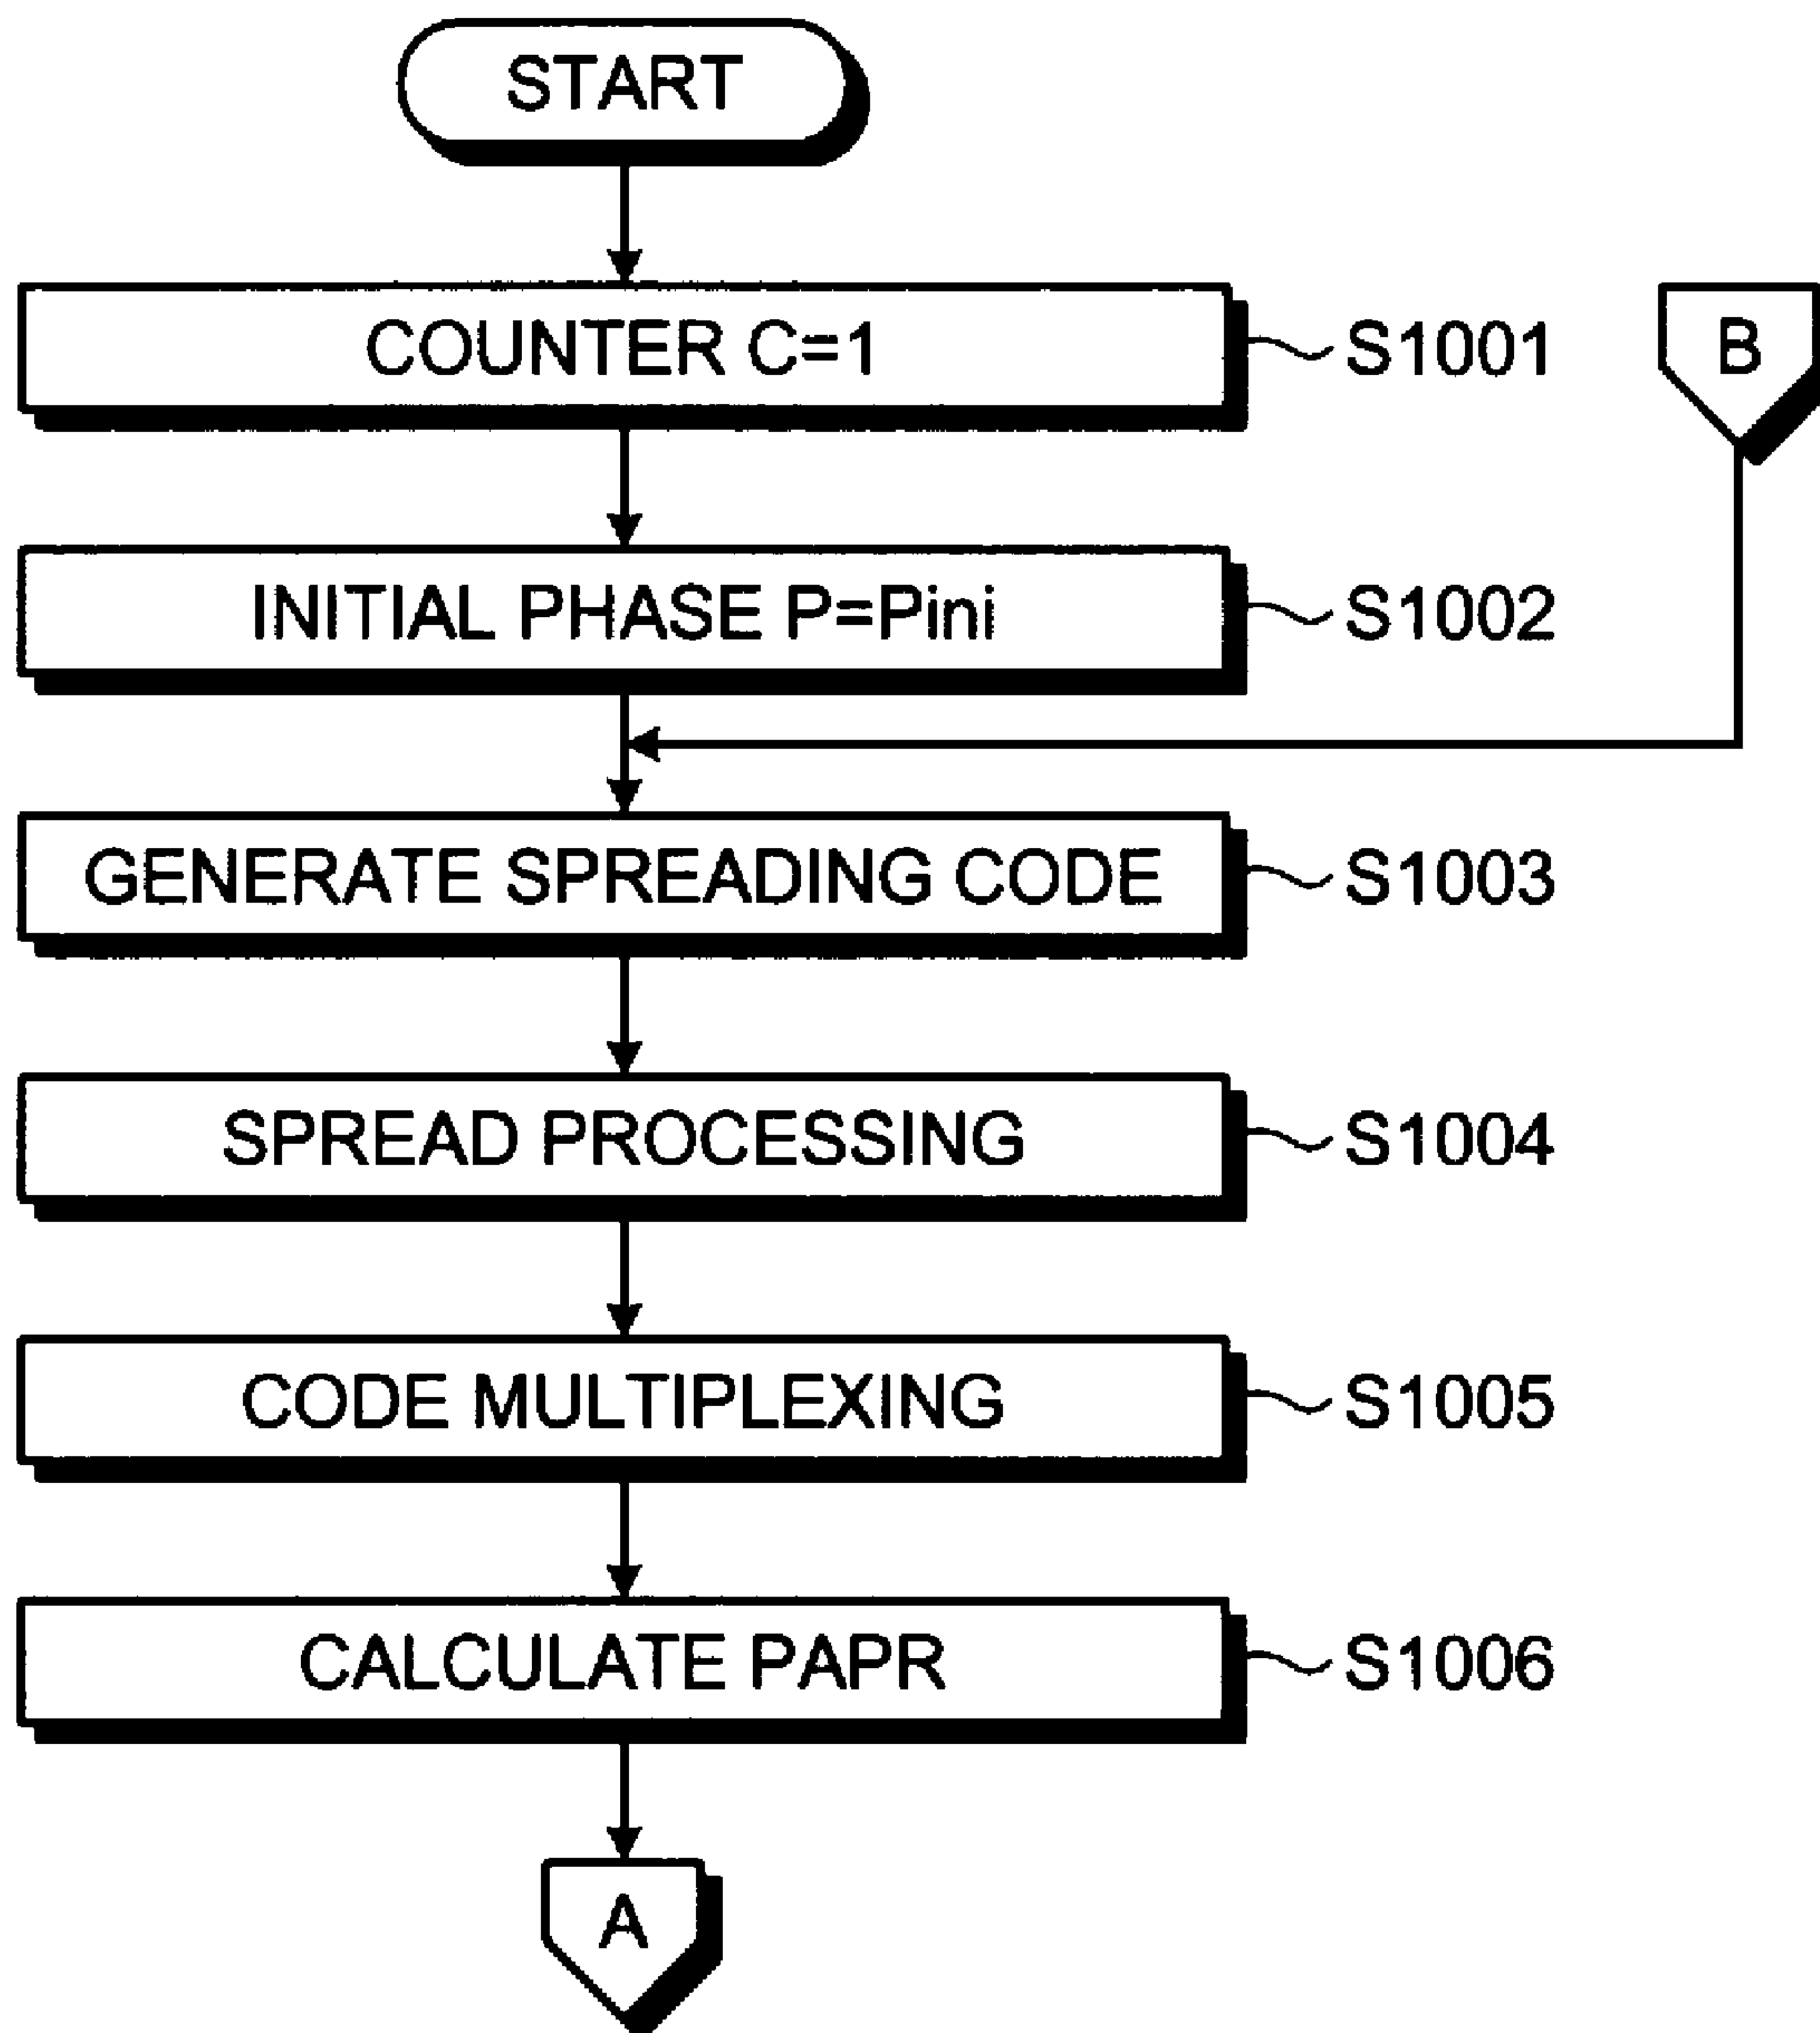 START
COUNTER C=1
S1001
B
INITIAL PHASE P=Pini
S1002
GENERATE SPREADING CODE
S1003
SPREAD PROCESSING
S1004
CODE MULTIPLEXING
S1005
CALCULATE PAPR
S1006
A